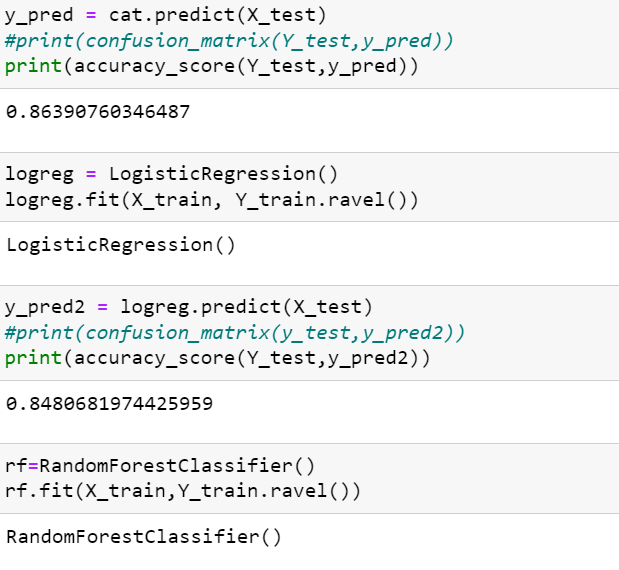 y_pred = cat.predict(X_test)
#print(confusion_matrix(Y_test,y_pred))
print(accuracy_score(Y_test,y_pred))
0.86390760346487
logreg = LogisticRegression()
logreg.fit(X_train, Y_train.ravel())
LogisticRegression()
y_pred2 = logreg.predict(X_test)
#print(confusion_matrix(y_test,y_pred2))
print(accuracy_score(Y_test,y_pred2))
0.8480681974425959
rf=RandomForestClassifier()
rf.fit(X_train,Y_train.ravel())
RandomForestClassifier()